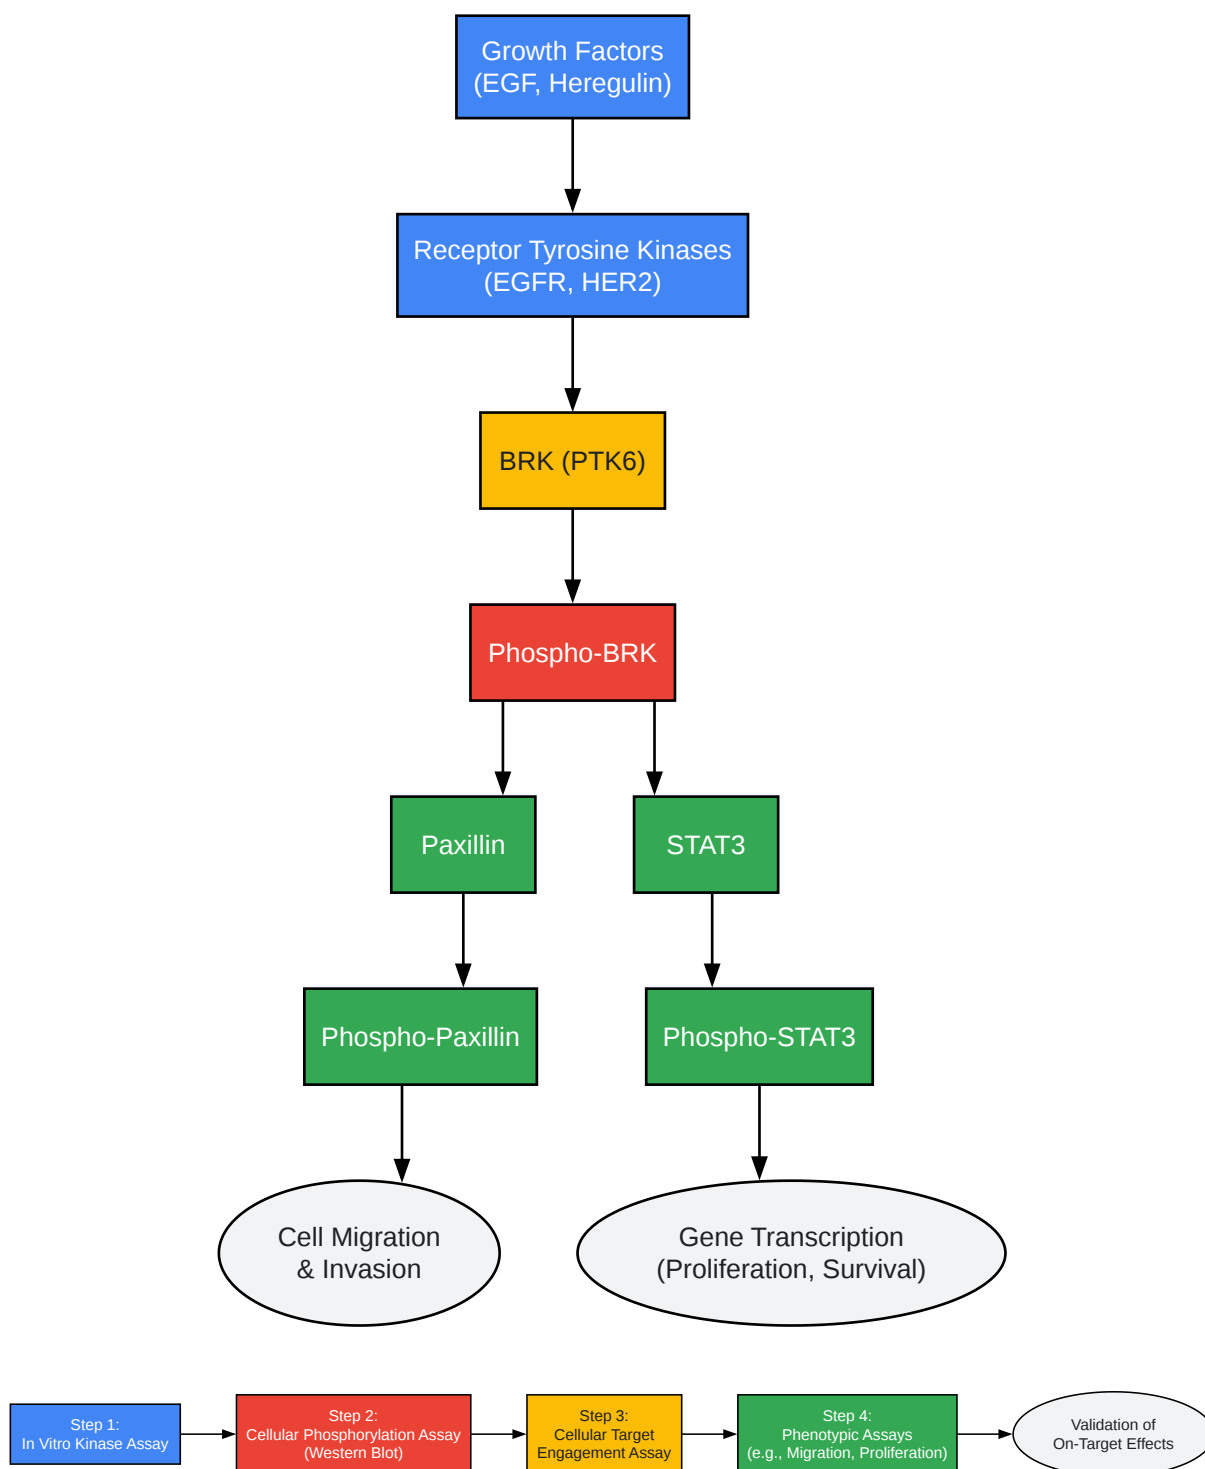 Growth Factors
(EGF, Heregulin)
Receptor Tyrosine Kinases
(EGFR, HER2)
BRK (PTK6)
Phospho-BRK
Paxillin
STAT3
Phospho-Paxillin
Phospho-STAT3
Cell Migration
& Invasion
Gene Transcription
(Proliferation, Survival)
Step 1:
In Vitro Kinase Assay
Step 2:
Cellular Phosphorylation Assay
(Western Blot)
Step 3:
Cellular Target
Engagement Assay
Step 4:
Phenotypic Assays
(e.g., Migration, Proliferation)
Validation of
On-Target Effects